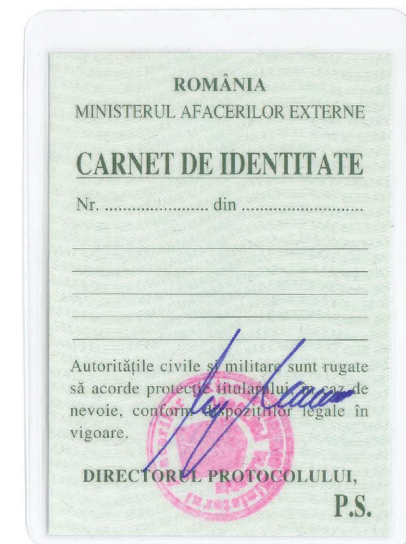 ROMÂNIA
MINISTERUL AFACERILOR EXTERNE
CARNET DE IDENTITATE
Nr. ....................... din ...........................
Autoritățile civile și militare sunt rugate
să acorde protecție titularului, în caz de
nevoie, conform dispozițiilor legale în
vigoare.
DIRECTORUL PROTOCOLULUI,
P.S.